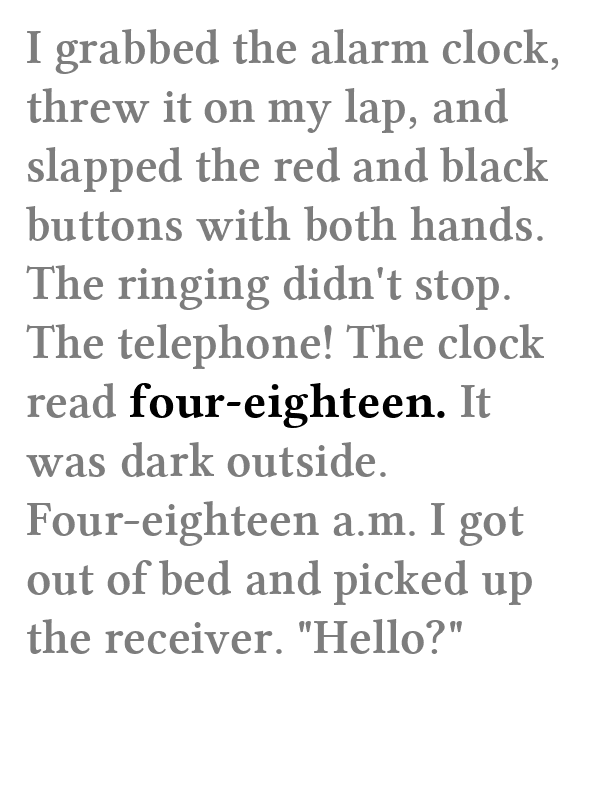 I grabbed the alarm clock,
threw it on my lap, and
slapped the red and black
buttons with both hands.
The ringing didn't stop.
The telephone! The clock
read four-eighteen. It
was dark outside.
Four-eighteen a.m. I got
out of bed and picked up
the receiver. "Hello?"